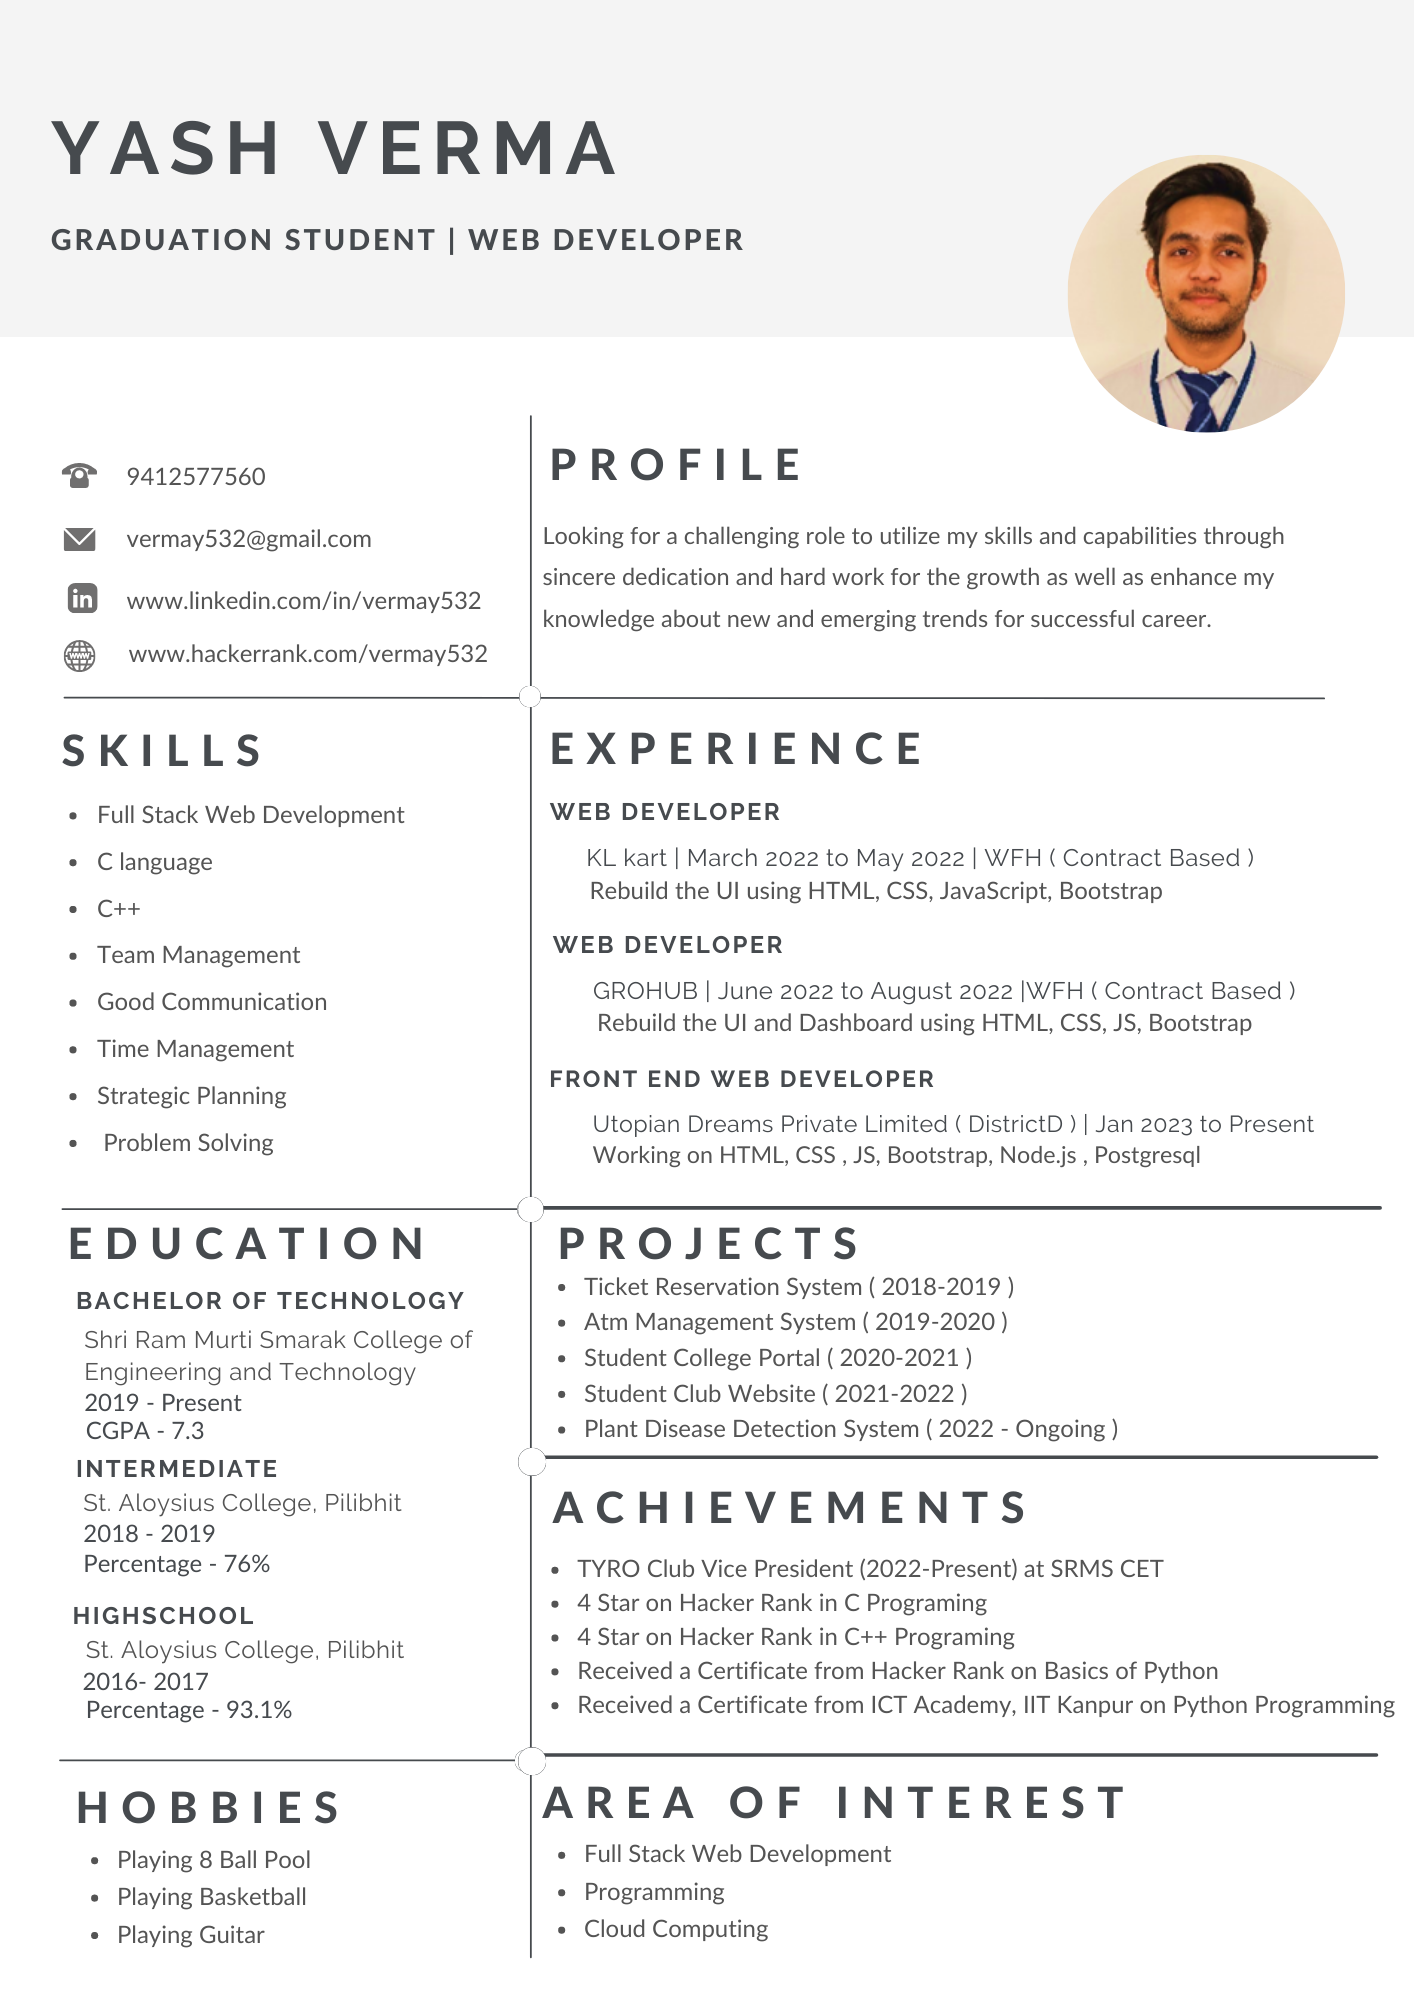 YASH VERMA
GRADUATION STUDENT | WEB DEVELOPER
9412577560
vermay532@gmail.com
www.linkedin.com/in/vermay532
www.hackerrank.com/vermay532
PROFILE
Looking for a challenging role to utilize my skills and capabilities through
sincere dedication and hard work for the growth as well as enhance my
knowledge about new and emerging trends for successful career.
SKILLS
• Full Stack Web Development
• C language
• C++
• Team Management
• Good Communication
• Time Management
• Strategic Planning
• Problem Solving
EXPERIENCE
WEB DEVELOPER
KL kart | March 2022 to May 2022 | WFH ( Contract Based )
Rebuild the UI using HTML, CSS, JavaScript, Bootstrap
WEB DEVELOPER
GROHUB | June 2022 to August 2022 |WFH ( Contract Based )
Rebuild the UI and Dashboard using HTML, CSS, JS, Bootstrap
FRONT END WEB DEVELOPER
Utopian Dreams Private Limited ( DistrictD ) | Jan 2023 to Present
Working on HTML, CSS , JS, Bootstrap, Node.js , Postgresql
EDUCATION
BACHELOR OF TECHNOLOGY
Shri Ram Murti Smarak College of
Engineering and Technology
2019 - Present
CGPA - 7.3
INTERMEDIATE
St. Aloysius College, Pilibhit
2018 - 2019
Percentage - 76%
HIGHSCHOOL
St. Aloysius College, Pilibhit
2016- 2017
Percentage - 93.1%
PROJECTS
• Ticket Reservation System ( 2018-2019 )
• Atm Management System ( 2019-2020 )
• Student College Portal ( 2020-2021 )
• Student Club Website ( 2021-2022 )
• Plant Disease Detection System ( 2022 - Ongoing )
ACHIEVEMENTS
• TYRO Club Vice President (2022-Present) at SRMS CET
• 4 Star on Hacker Rank in C Programing
• 4 Star on Hacker Rank in C++ Programing
• Received a Certificate from Hacker Rank on Basics of Python
• Received a Certificate from ICT Academy, IIT Kanpur on Python Programming
HOBBIES
• Playing 8 Ball Pool
• Playing Basketball
• Playing Guitar
AREA OF INTEREST
• Full Stack Web Development
• Programming
• Cloud Computing